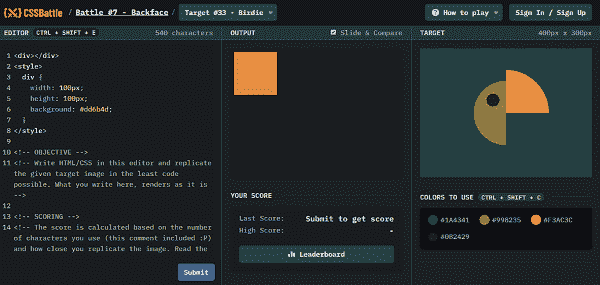 CSSBattle / Battle #7 - Backface / Target #33 - Birdie
How to play
Sign In / Sign Up
EDITOR CTRL + SHIFT + E 540 characters
1 <div></div>
2 <style>
3 div {
4 width: 100px;
5 height: 100px;
6 background: #dd6b4d;
7 }
8 </style>
9
10 <!-- OBJECTIVE -->
11 <!-- Write HTML/CSS in this editor and replicate
the given target image in the least code
possible. What you write here, renders as it is
-->
12
13 <!-- SCORING -->
14 <!-- The score is calculated based on the number
of characters you use (this comment included :P)
and how close you replicate the image. Read the
Submit
OUTPUT Slide & Compare
YOUR SCORE
Last Score: Submit to get score
High Score: -
Leaderboard
TARGET 400px x 300px
COLORS TO USE CTRL + SHIFT + C
#1A4341 #998235 #F3AC3C
#0B2429